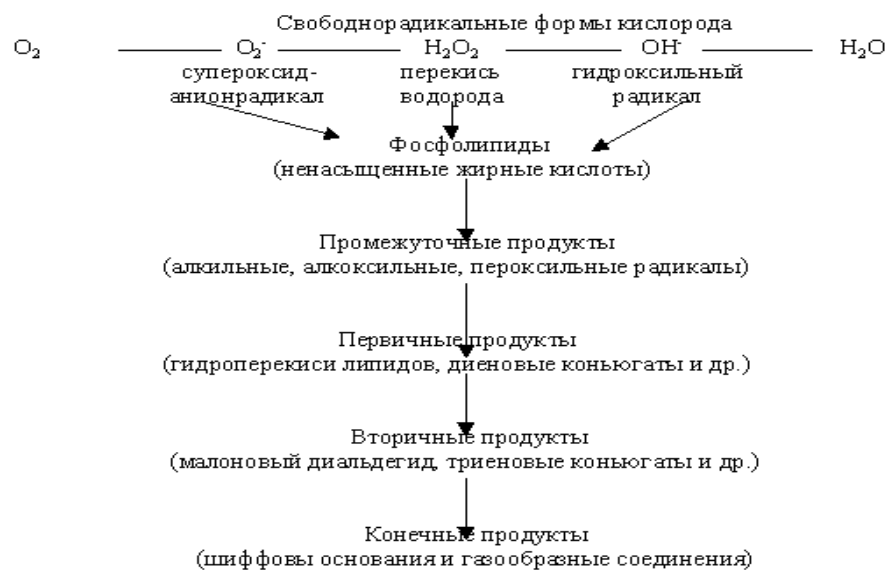 Свободнорадикальные формы кислорода
O₂ O₂⁻ H₂O₂ OH⁻ H₂O
супероксид- перекись гидроксильный
анионрадикал водорода радикал
Фосфолипиды
(ненасыщенные жирные кислоты)
Промежуточные продукты
(алкильные, алкоксильные, пероксильные радикалы)
Первичные продукты
(гидроперекиси липидов, диеновые коньюгаты и др.)
Вторичные продукты
(малоновый диальдегид, триеновые коньюгаты и др.)
Конечные продукты
(шиффовы основания и газообразные соединения)